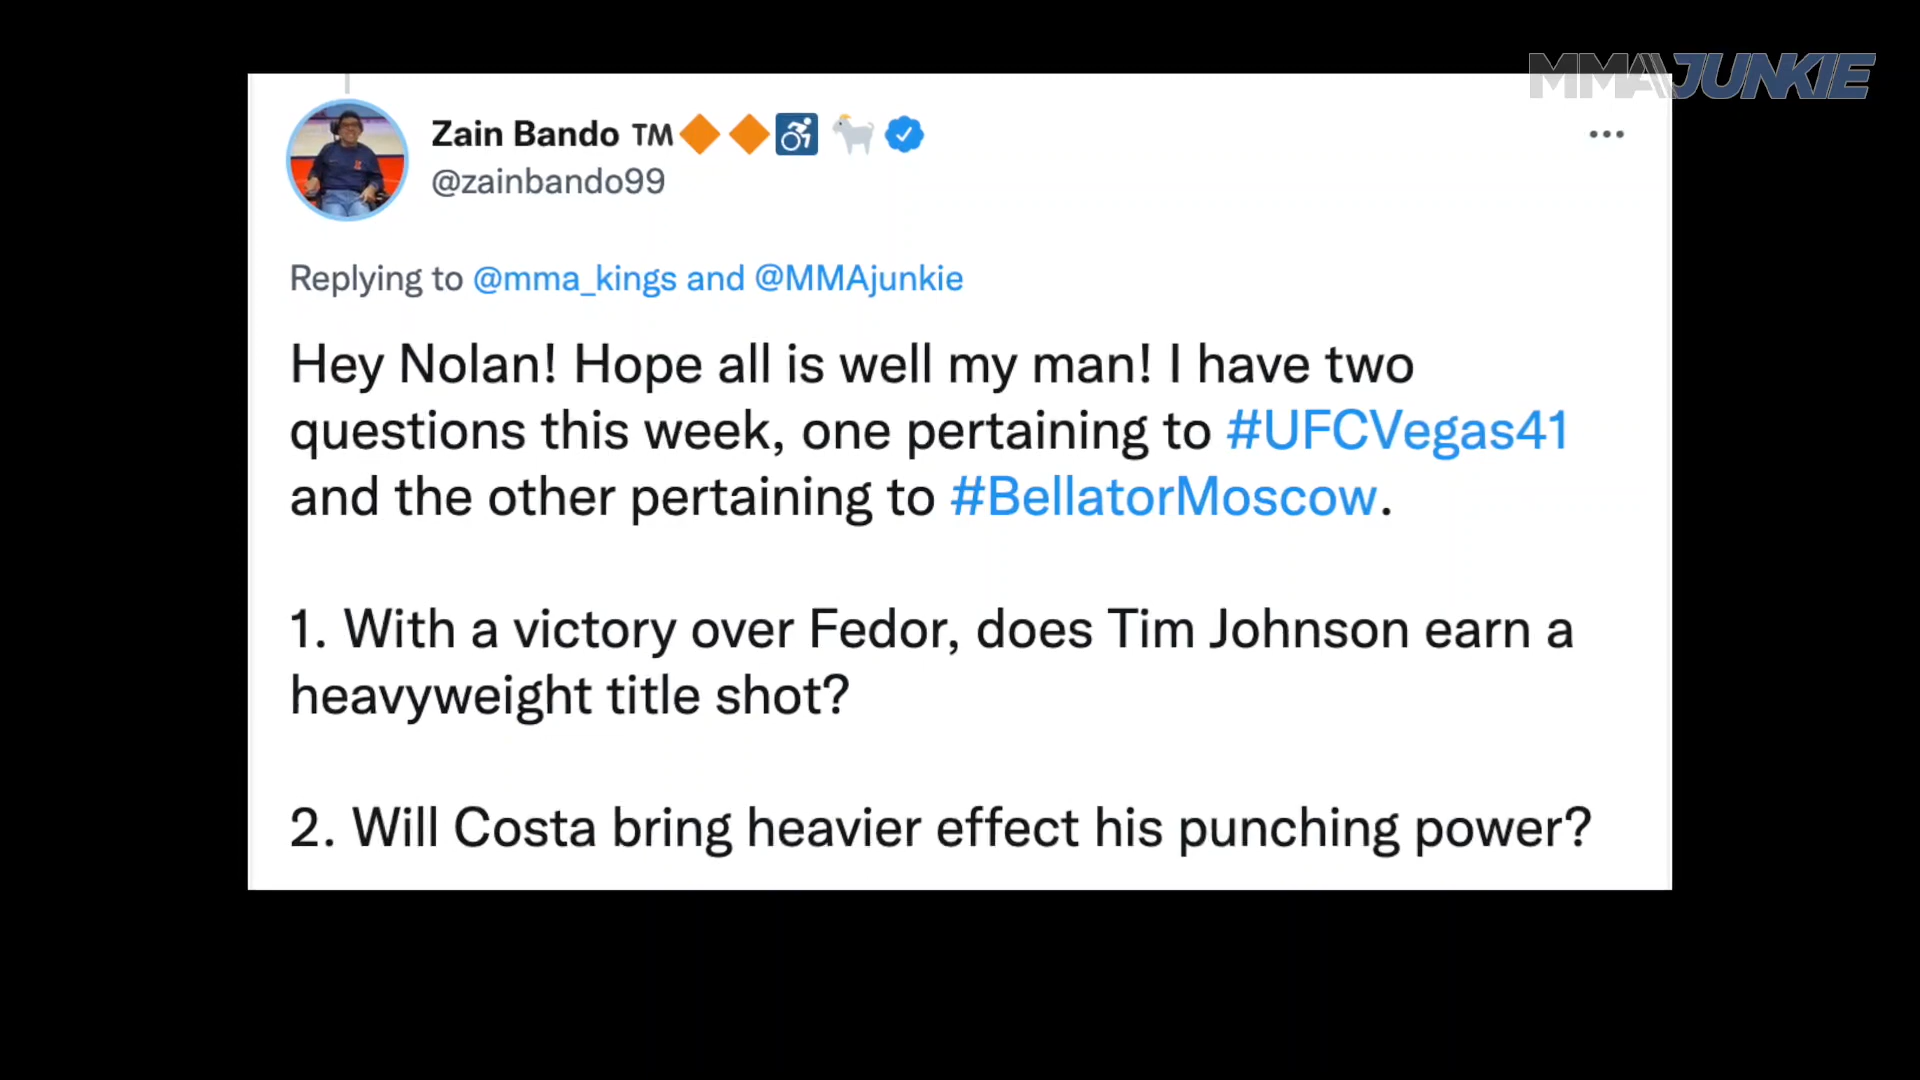 MMAJUNKIE
Zain Bando TM
@zainbando99
Replying to @mma_kings and @MMAjunkie
Hey Nolan! Hope all is well my man! I have two
questions this week, one pertaining to #UFCVegas41
and the other pertaining to #BellatorMoscow.
1. With a victory over Fedor, does Tim Johnson earn a
heavyweight title shot?
2. Will Costa bring heavier effect his punching power?